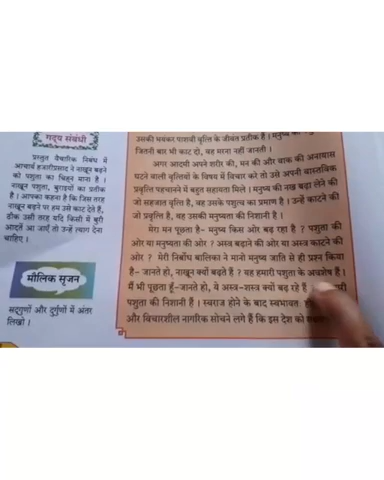 गद्य संबंधी
प्रस्तुत वैचारिक निबंध में
आचार्य हजारीप्रसाद ने नाखून बढ़ने
को पशुता का चिह्न माना है ।
नाखून पशुता, बुराइयों का प्रतीक
है । आपका कहना है कि जिस तरह
नाखून बढ़ने पर हम उसे काट देते हैं,
ठीक उसी तरह यदि किसी में बुरी
आदतें आ जाएँ तो उन्हें त्याग देना
चाहिए ।
मौलिक सृजन
सद्गुणों और दुर्गुणों में अंतर
लिखो ।
उसकी भयंकर पाशवी वृत्ति के जीवंत प्रतीक हैं । मनुष्य की
जितनी बार भी काट दो, वह मरना नहीं जानती ।
अगर आदमी अपने शरीर की, मन की और वाक की अनायास
घटने वाली वृत्तियों के विषय में विचार करे तो उसे अपनी वास्तविक
प्रवृत्ति पहचानने में बहुत सहायता मिले । मनुष्य की नख बढ़ा लेने की
जो सहजात वृत्ति है, वह उसके पशुत्व का प्रमाण है । उन्हें काटने की
जो प्रवृत्ति है, वह उसकी मनुष्यता की निशानी है ।
मेरा मन पूछता है- मनुष्य किस ओर बढ़ रहा है ? पशुता की
ओर या मनुष्यता की ओर ? अस्त्र बढ़ाने की ओर या अस्त्र काटने की
ओर ? मेरी निर्बोध बालिका ने मानो मनुष्य जाति से ही प्रश्न किया
है- जानते हो, नाखून क्यों बढ़ते हैं ? यह हमारी पशुता के अवशेष हैं ।
मैं भी पूछता हूँ-जानते हो, ये अस्त्र-शस्त्र क्यों बढ़ रहे हैं
पशुता की निशानी हैं । स्वराज होने के बाद स्वभावतः
और विचारशील नागरिक सोचने लगे हैं कि इस देश को